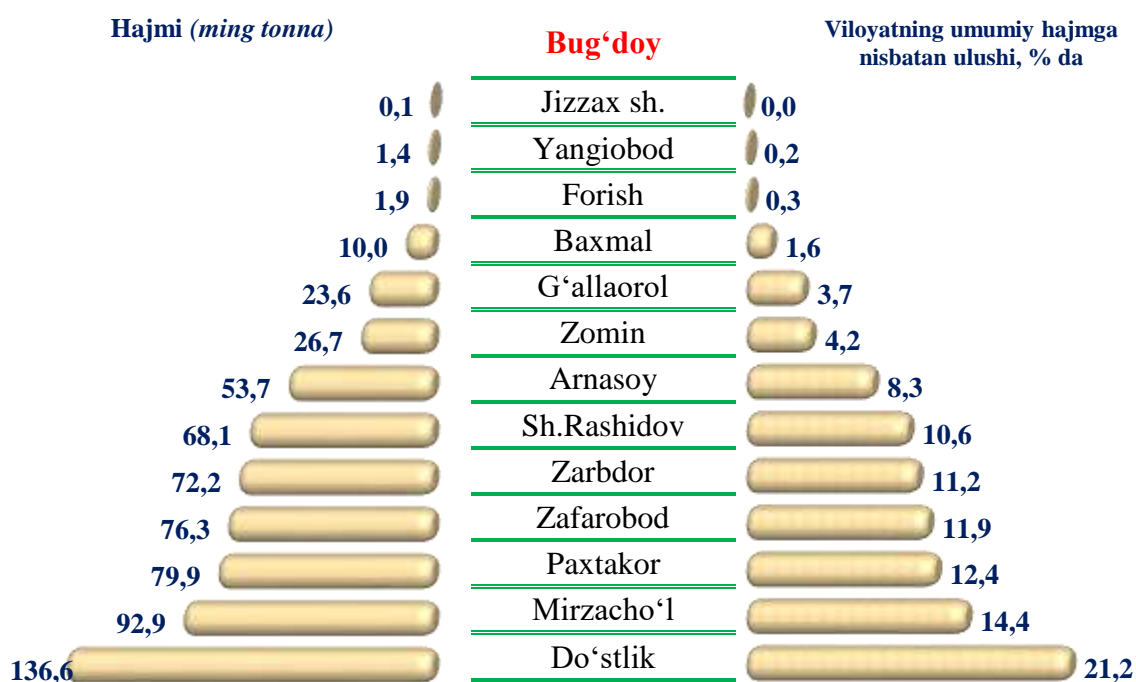 Hajmi (ming tonna)
Bug‘doy
Viloyatning umumiy hajmga
nisbatan ulushi, % da
0,1 Jizzax sh. 0,0
1,4 Yangiobod 0,2
1,9 Forish 0,3
10,0 Baxmal 1,6
23,6 G‘allaorol 3,7
26,7 Zomin 4,2
53,7 Arnasoy 8,3
68,1 Sh.Rashidov 10,6
72,2 Zarbdor 11,2
76,3 Zafarobod 11,9
79,9 Paxtakor 12,4
92,9 Mirzacho‘l 14,4
136,6 Do‘stlik 21,2